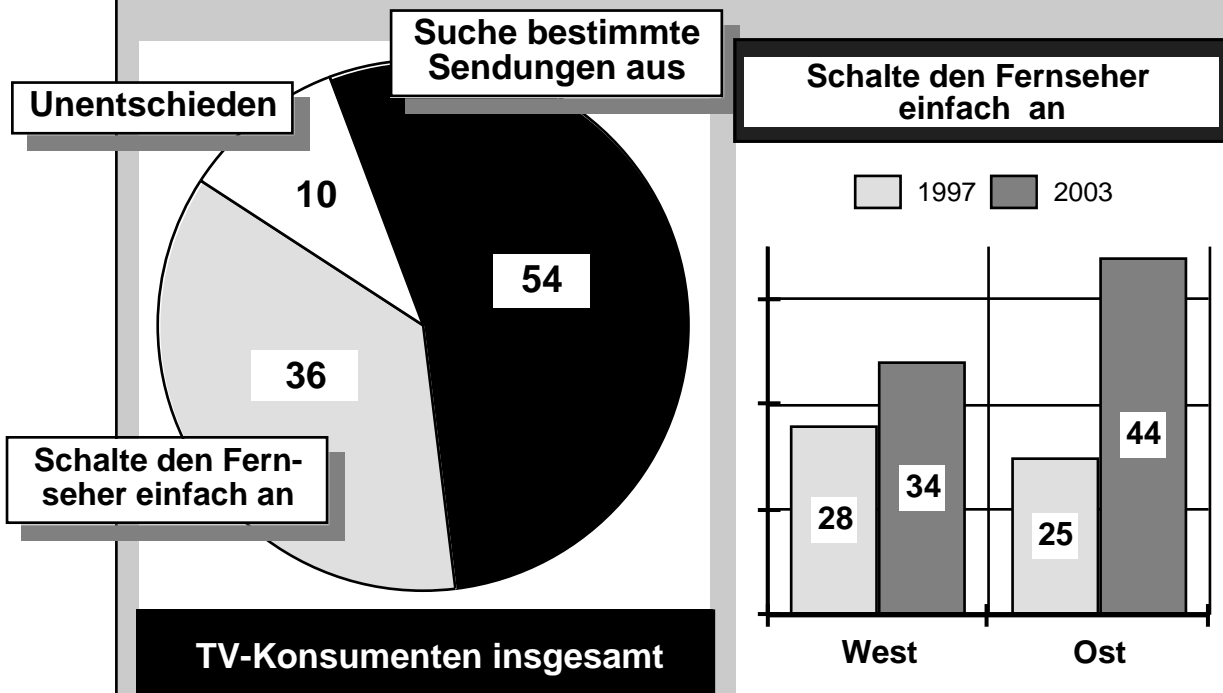 Suche bestimmte
Sendungen aus
Unentschieden
10
54
36
Schalte den Fern-
seher einfach an
TV-Konsumenten insgesamt
Schalte den Fernseher
einfach an
1997 2003
28 34 25 44
West Ost